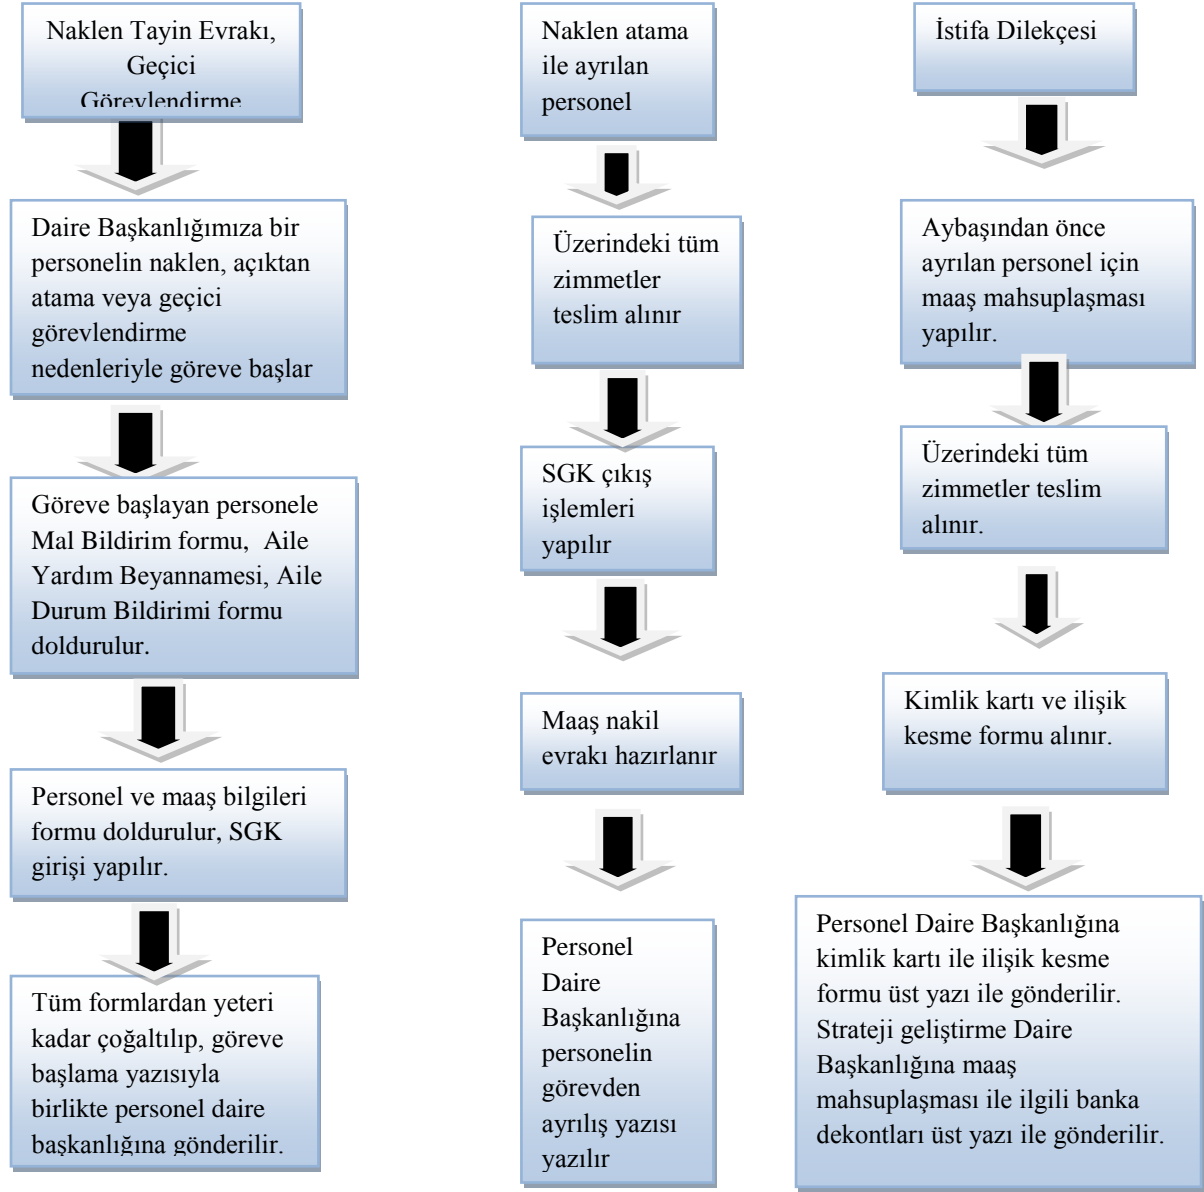 Naklen Tayin Evrakı,
Geçici
Görevlendirme
Daire Başkanlığımıza bir
personelin naklen, açıktan
atama veya geçici
görevlendirme
nedenleriyle göreve başlar
Göreve başlayan personele
Mal Bildirim formu, Aile
Yardım Beyannamesi, Aile
Durum Bildirimi formu
doldurulur.
Personel ve maaş bilgileri
formu doldurulur, SGK
girişi yapılır.
Tüm formlardan yeteri
kadar çoğaltılıp, göreve
başlama yazısıyla
birlikte personel daire
başkanlığına gönderilir.
Naklen atama
ile ayrılan
personel
Üzerindeki tüm
zimmetler
teslim alınır
SGK çıkış
işlemleri
yapılır
Maaş nakil
evrakı hazırlanır
Personel
Daire
Başkanlığına
personelin
görevden
ayrılış yazısı
yazılır
İstifa Dilekçesi
Aybaşından önce
ayrılan personel için
maaş mahsuplaşması
yapılır.
Üzerindeki tüm
zimmetler teslim
alınır.
Kimlik kartı ve ilişik
kesme formu alınır.
Personel Daire Başkanlığına
kimlik kartı ile ilişik kesme
formu üst yazı ile gönderilir.
Strateji geliştirme Daire
Başkanlığına maaş
mahsuplaşması ile ilgili banka
dekontları üst yazı ile gönderilir.